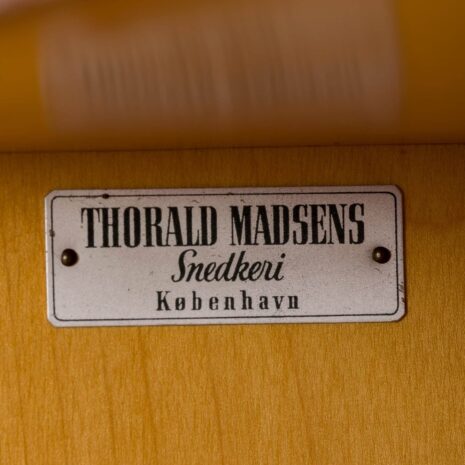 THORALD MADSENS
Snedkeri
København